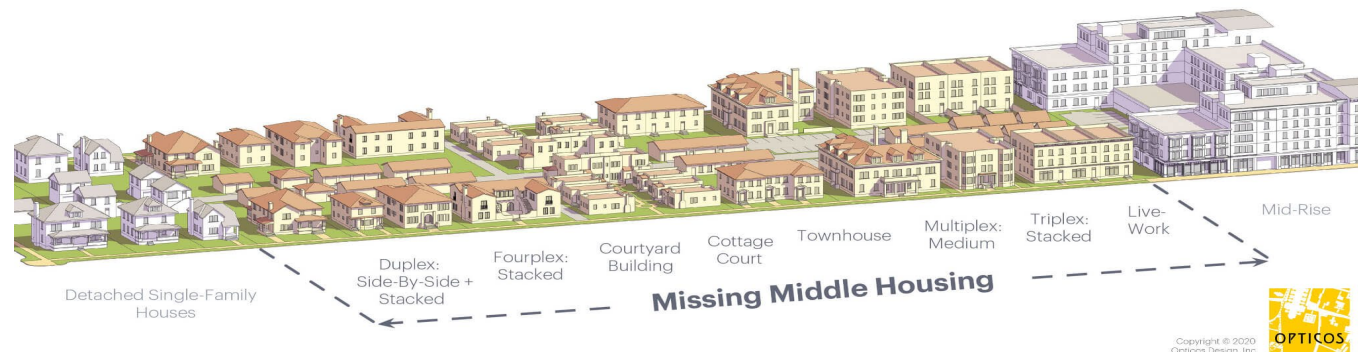 Detached Single-Family
Houses
Duplex:
Side-By-Side +
Stacked
Fourplex:
Stacked
Courtyard
Building
Cottage
Court
Townhouse
Multiplex:
Medium
Triplex:
Stacked
Live-
Work
Mid-Rise
Missing Middle Housing
Copyright © 2020
Opticos Design, Inc.
OPTICOS